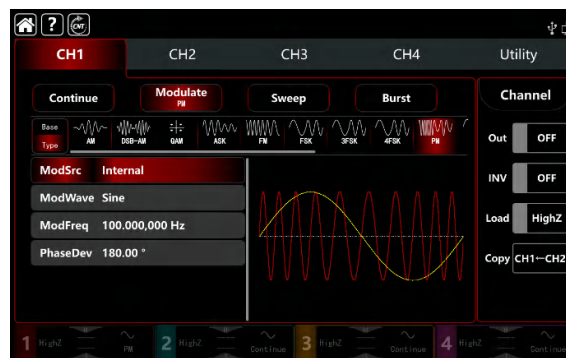 ? CNT
CH1 CH2 CH3 CH4 Utility
Continue Modulate Sweep Burst Channel
PM
Base
Type AM DSB-AM QAM ASK FM FSK 3FSK 4FSK PM
Out OFF
ModSrc Internal
INV OFF
ModWave Sine
ModFreq 100.000,000 Hz
Load HighZ
PhaseDev 180.00 °
Copy CH1←CH2
1 HighZ PM 2 HighZ Continue 3 HighZ Continue 4 HighZ Continue